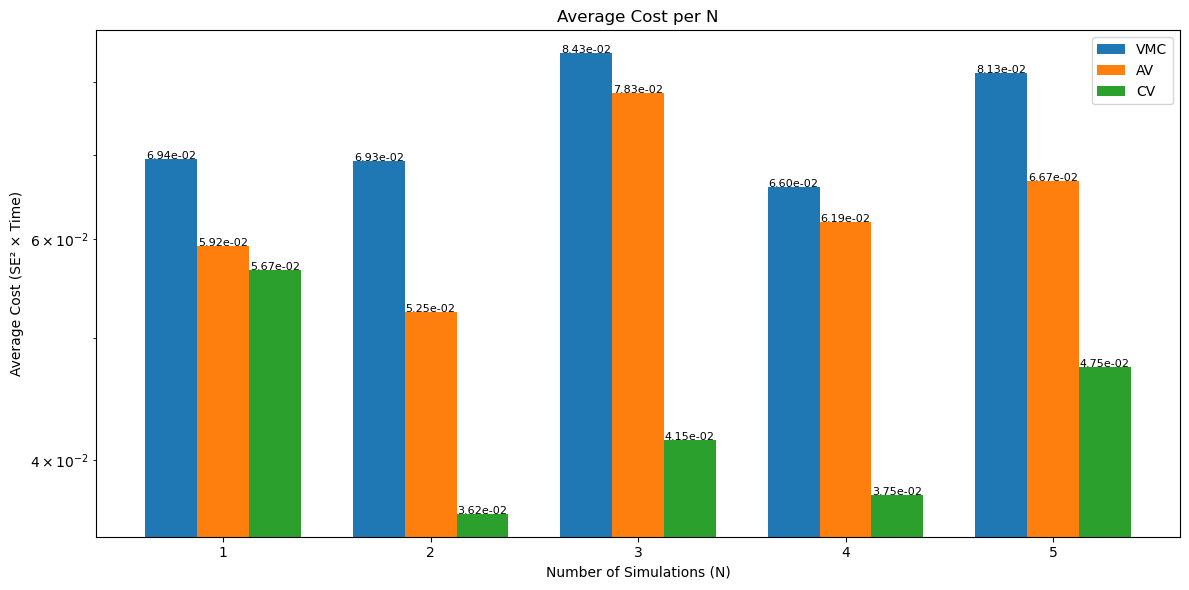 Average Cost per N
VMC
AV
CV
8.43e-02
7.83e-02
8.13e-02
6.94e-02
6.93e-02
6.60e-02
6.67e-02
6.19e-02
5.92e-02
5.67e-02
5.25e-02
4.75e-02
4.15e-02
3.75e-02
3.62e-02
6 × 10⁻²
4 × 10⁻²
Average Cost (SE² × Time)
1 2 3 4 5
Number of Simulations (N)